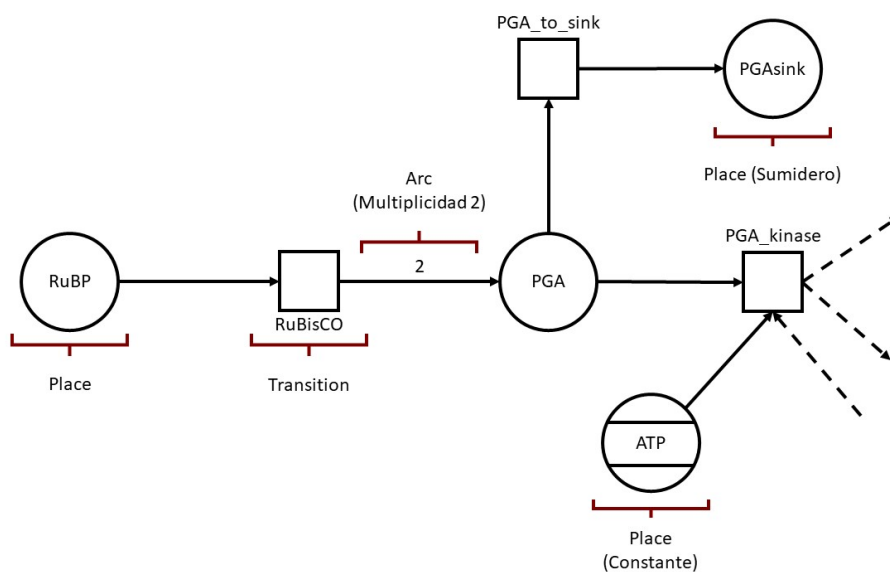 PGA_to_sink
PGAsink
Place (Sumidero)
Arc
(Multiplicidad 2)
2
PGA_kinase
RuBP
PGA
RuBisCO
Place
Transition
ATP
Place
(Constante)